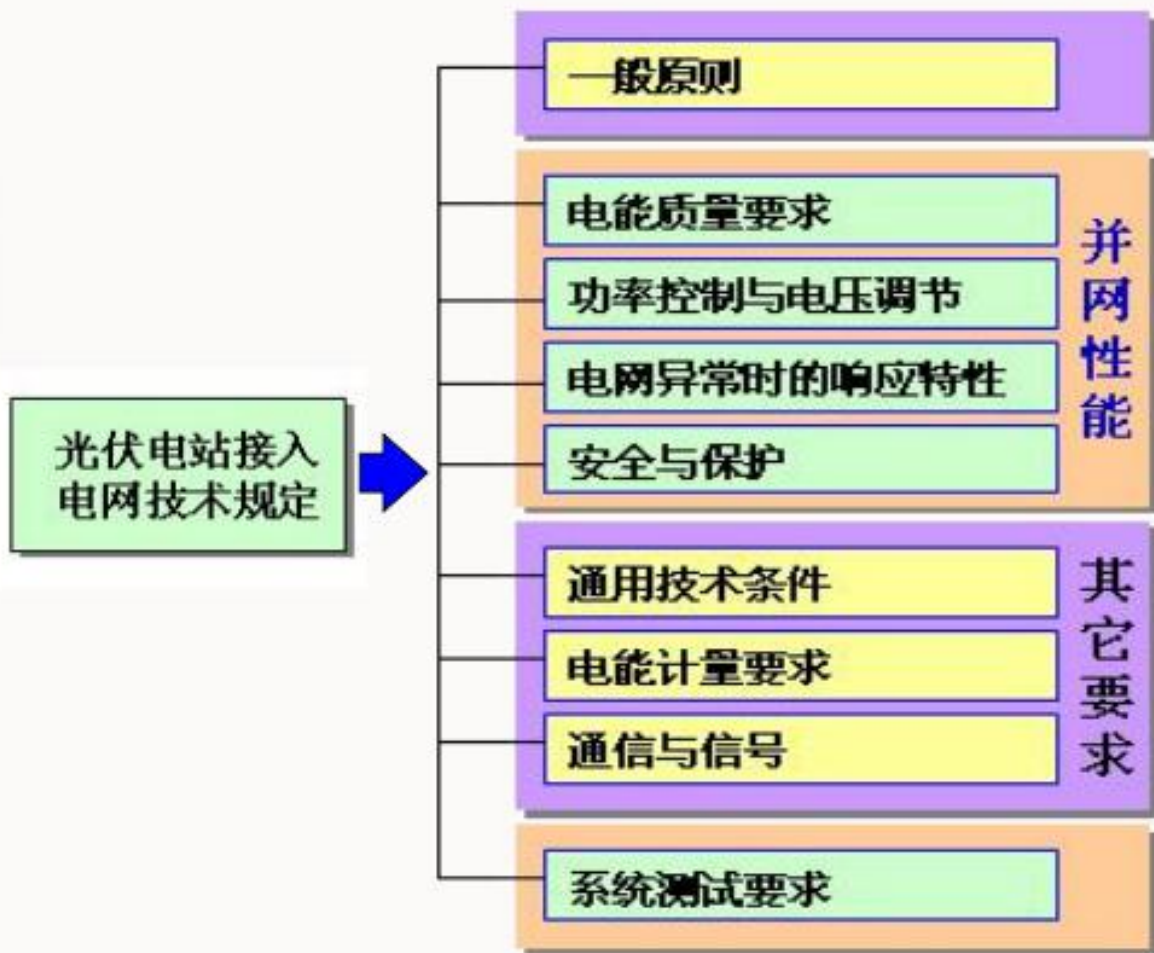 一般原则
电能质量要求
功率控制与电压调节
电网异常时的响应特性
安全与保护
并网性能
光伏电站接入
电网技术规定
通用技术条件
电能计量要求
通信与信号
其它要求
系统测试要求